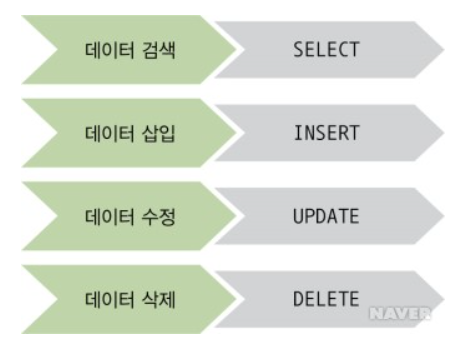 데이터 검색 SELECT
데이터 삽입 INSERT
데이터 수정 UPDATE
데이터 삭제 DELETE
NAVER